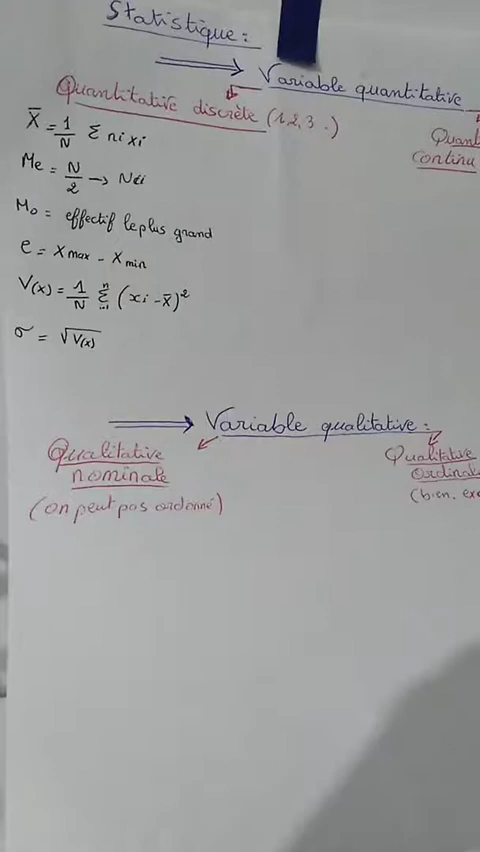 Statistique :
Variable quantitative
Quantitative discrète (1,2,3 .)
Quant
Continu
X̄ = 1/N Σ ni xi
Me = N/2 → Nci
Mo = effectif le plus grand
e = Xmax - Xmin
V(x) = 1/N Σ (xi - x̄)²
σ = √V(x)
Variable qualitative :
Qualitative
nominale
(on peut pas ordonné)
Qualitative
Ordinale
(bien, exc